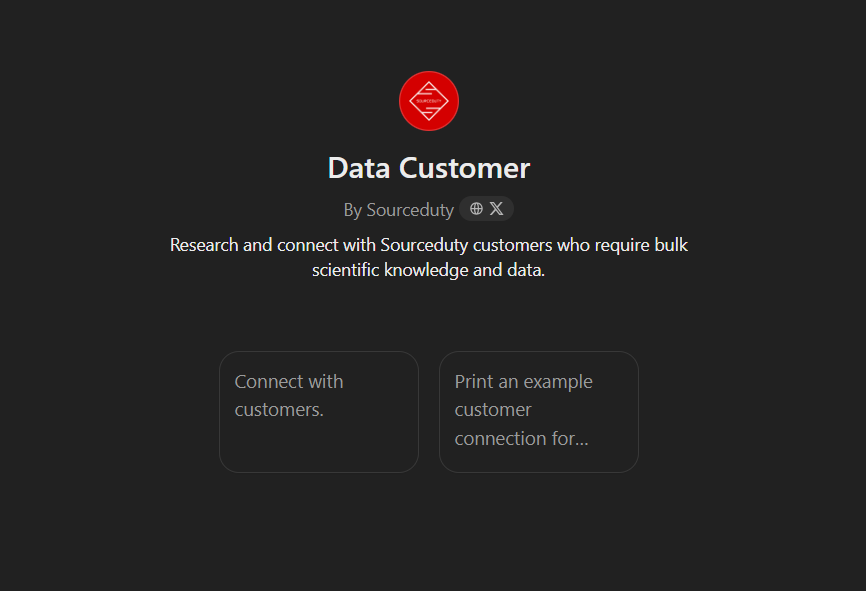 SOURCEDUTY
Data Customer
By Sourceduty
Research and connect with Sourceduty customers who require bulk
scientific knowledge and data.
Connect with
customers.
Print an example
customer
connection for...